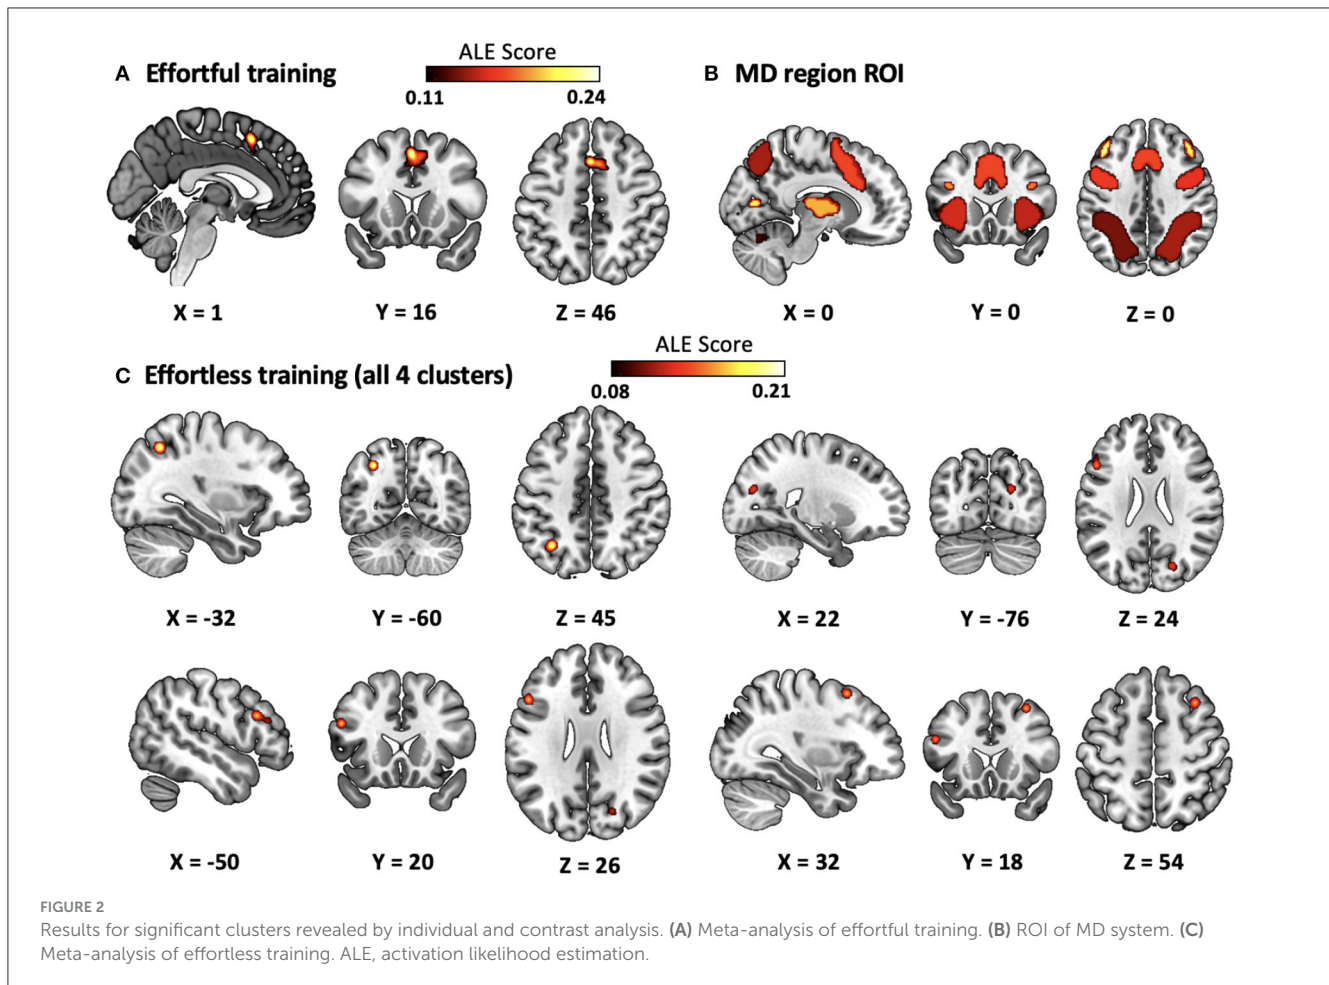 ALE Score
A Effortful training
0.11 0.24
B MD region ROI
X = 1 Y = 16 Z = 46
X = 0 Y = 0 Z = 0
ALE Score
C Effortless training (all 4 clusters)
0.08 0.21
X = -32 Y = -60 Z = 45
X = 22 Y = -76 Z = 24
X = -50 Y = 20 Z = 26
X = 32 Y = 18 Z = 54
FIGURE 2
Results for significant clusters revealed by individual and contrast analysis. (A) Meta-analysis of effortful training. (B) ROI of MD system. (C)
Meta-analysis of effortless training. ALE, activation likelihood estimation.